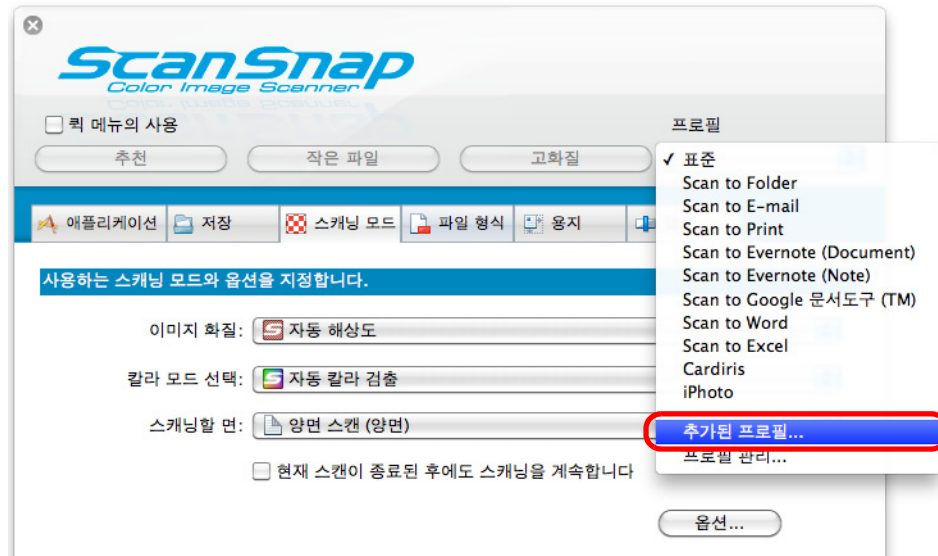 ScanSnap
Color Image Scanner
퀵 메뉴의 사용
프로필
추천
작은 파일
고화질
✓ 표준
Scan to Folder
Scan to E-mail
Scan to Print
Scan to Evernote (Document)
Scan to Evernote (Note)
Scan to Google 문서도구 (TM)
Scan to Word
Scan to Excel
Cardiris
iPhoto
추가된 프로필...
프로필 관리...
애플리케이션
저장
스캐닝 모드
파일 형식
용지
사용하는 스캐닝 모드와 옵션을 지정합니다.
이미지 화질: 자동 해상도
칼라 모드 선택: 자동 칼라 검출
스캐닝할 면: 양면 스캔 (양면)
현재 스캔이 종료된 후에도 스캐닝을 계속합니다
옵션...